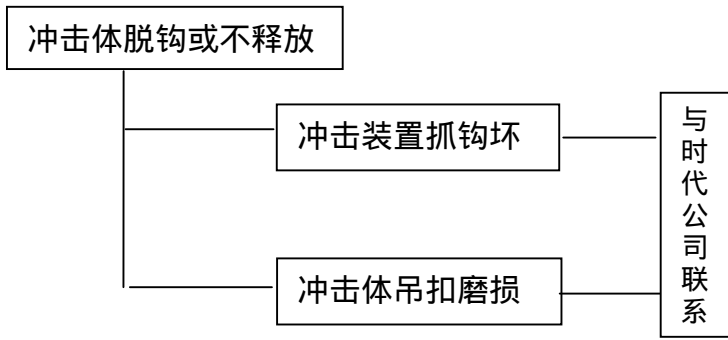 冲击体脱钩或不释放
冲击装置抓钩坏
冲击体吊扣磨损
与时代公司联系